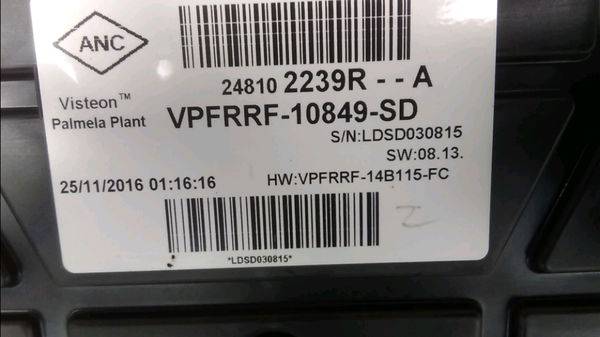 ANC
24810 2239R - - A
Visteon™
Palmela Plant
VPFRRF-10849-SD
S/N:LDSD030815
SW:08.13.
25/11/2016 01:16:16
HW:VPFRRF-14B115-FC
Z
*LDSD030815*